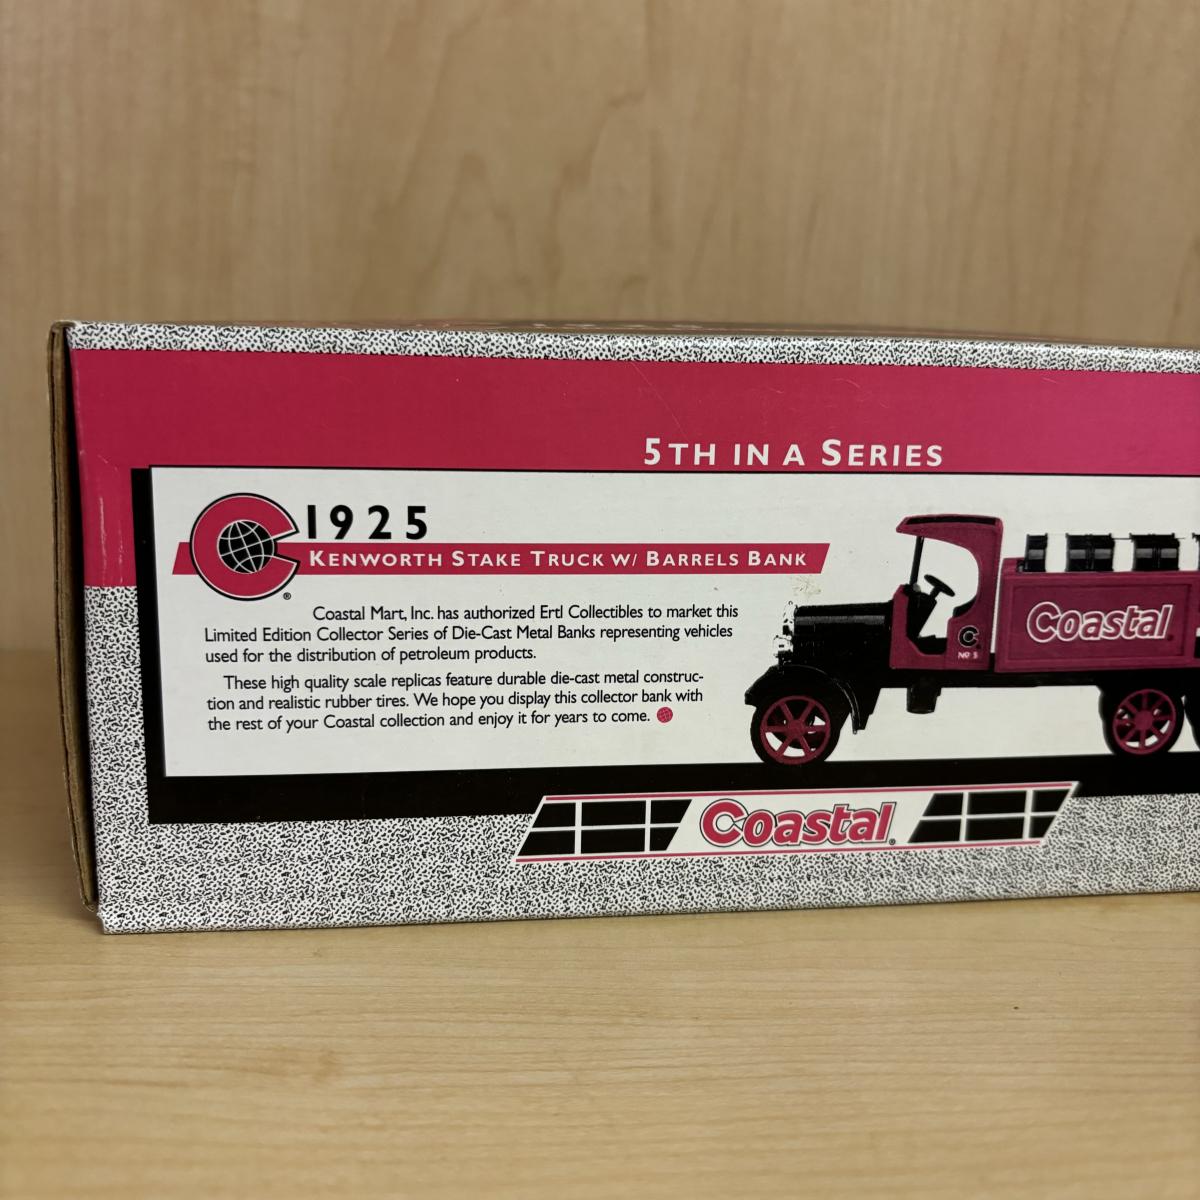 5TH IN A SERIES
1925
KENWORTH STAKE TRUCK W/ BARRELS BANK
Coastal Mart, Inc. has authorized Ertl Collectibles to market this
Limited Edition Collector Series of Die-Cast Metal Banks representing vehicles
used for the distribution of petroleum products.
These high quality scale replicas feature durable die-cast metal construc-
tion and realistic rubber tires. We hope you display this collector bank with
the rest of your Coastal collection and enjoy it for years to come.
Coastal
C
Nº 5
Coastal®